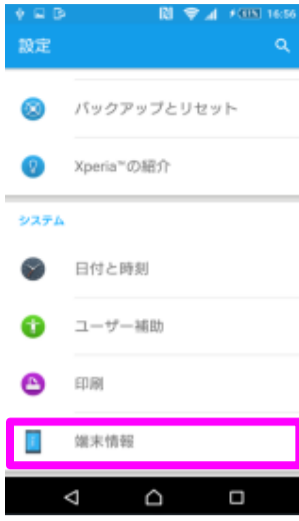 16:56
設定
バックアップとリセット
Xperia™の紹介
システム
日付と時刻
ユーザー補助
印刷
端末情報